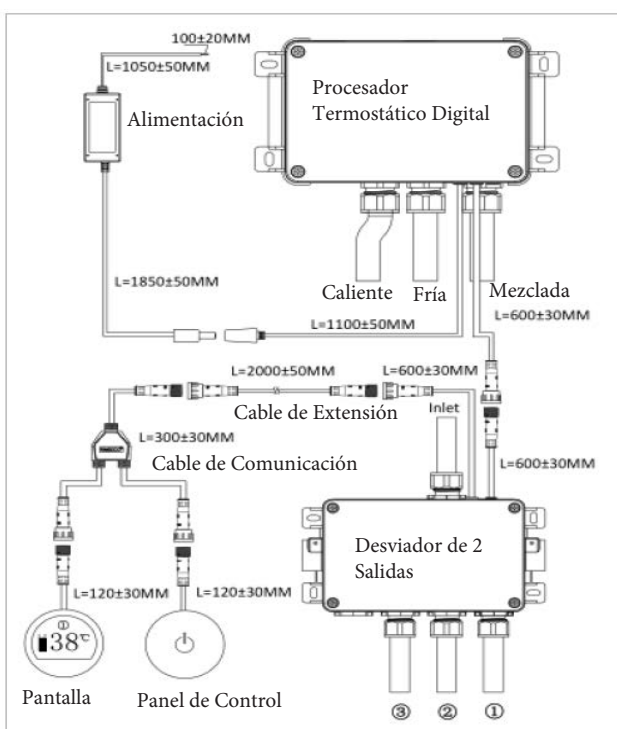 100±20MM
L=1050±50MM
Alimentación
Procesador
Termostático Digital
L=1850±50MM
Caliente
Fría
Mezclada
L=1100±50MM
L=600±30MM
L=2000±50MM
L=600±30MM
Cable de Extensión
Inlet
L=300±30MM
Cable de Comunicación
L=600±30MM
Desviador de 2
Salidas
L=120±30MM
L=120±30MM
①
38℃
Pantalla
Panel de Control
③
②
①